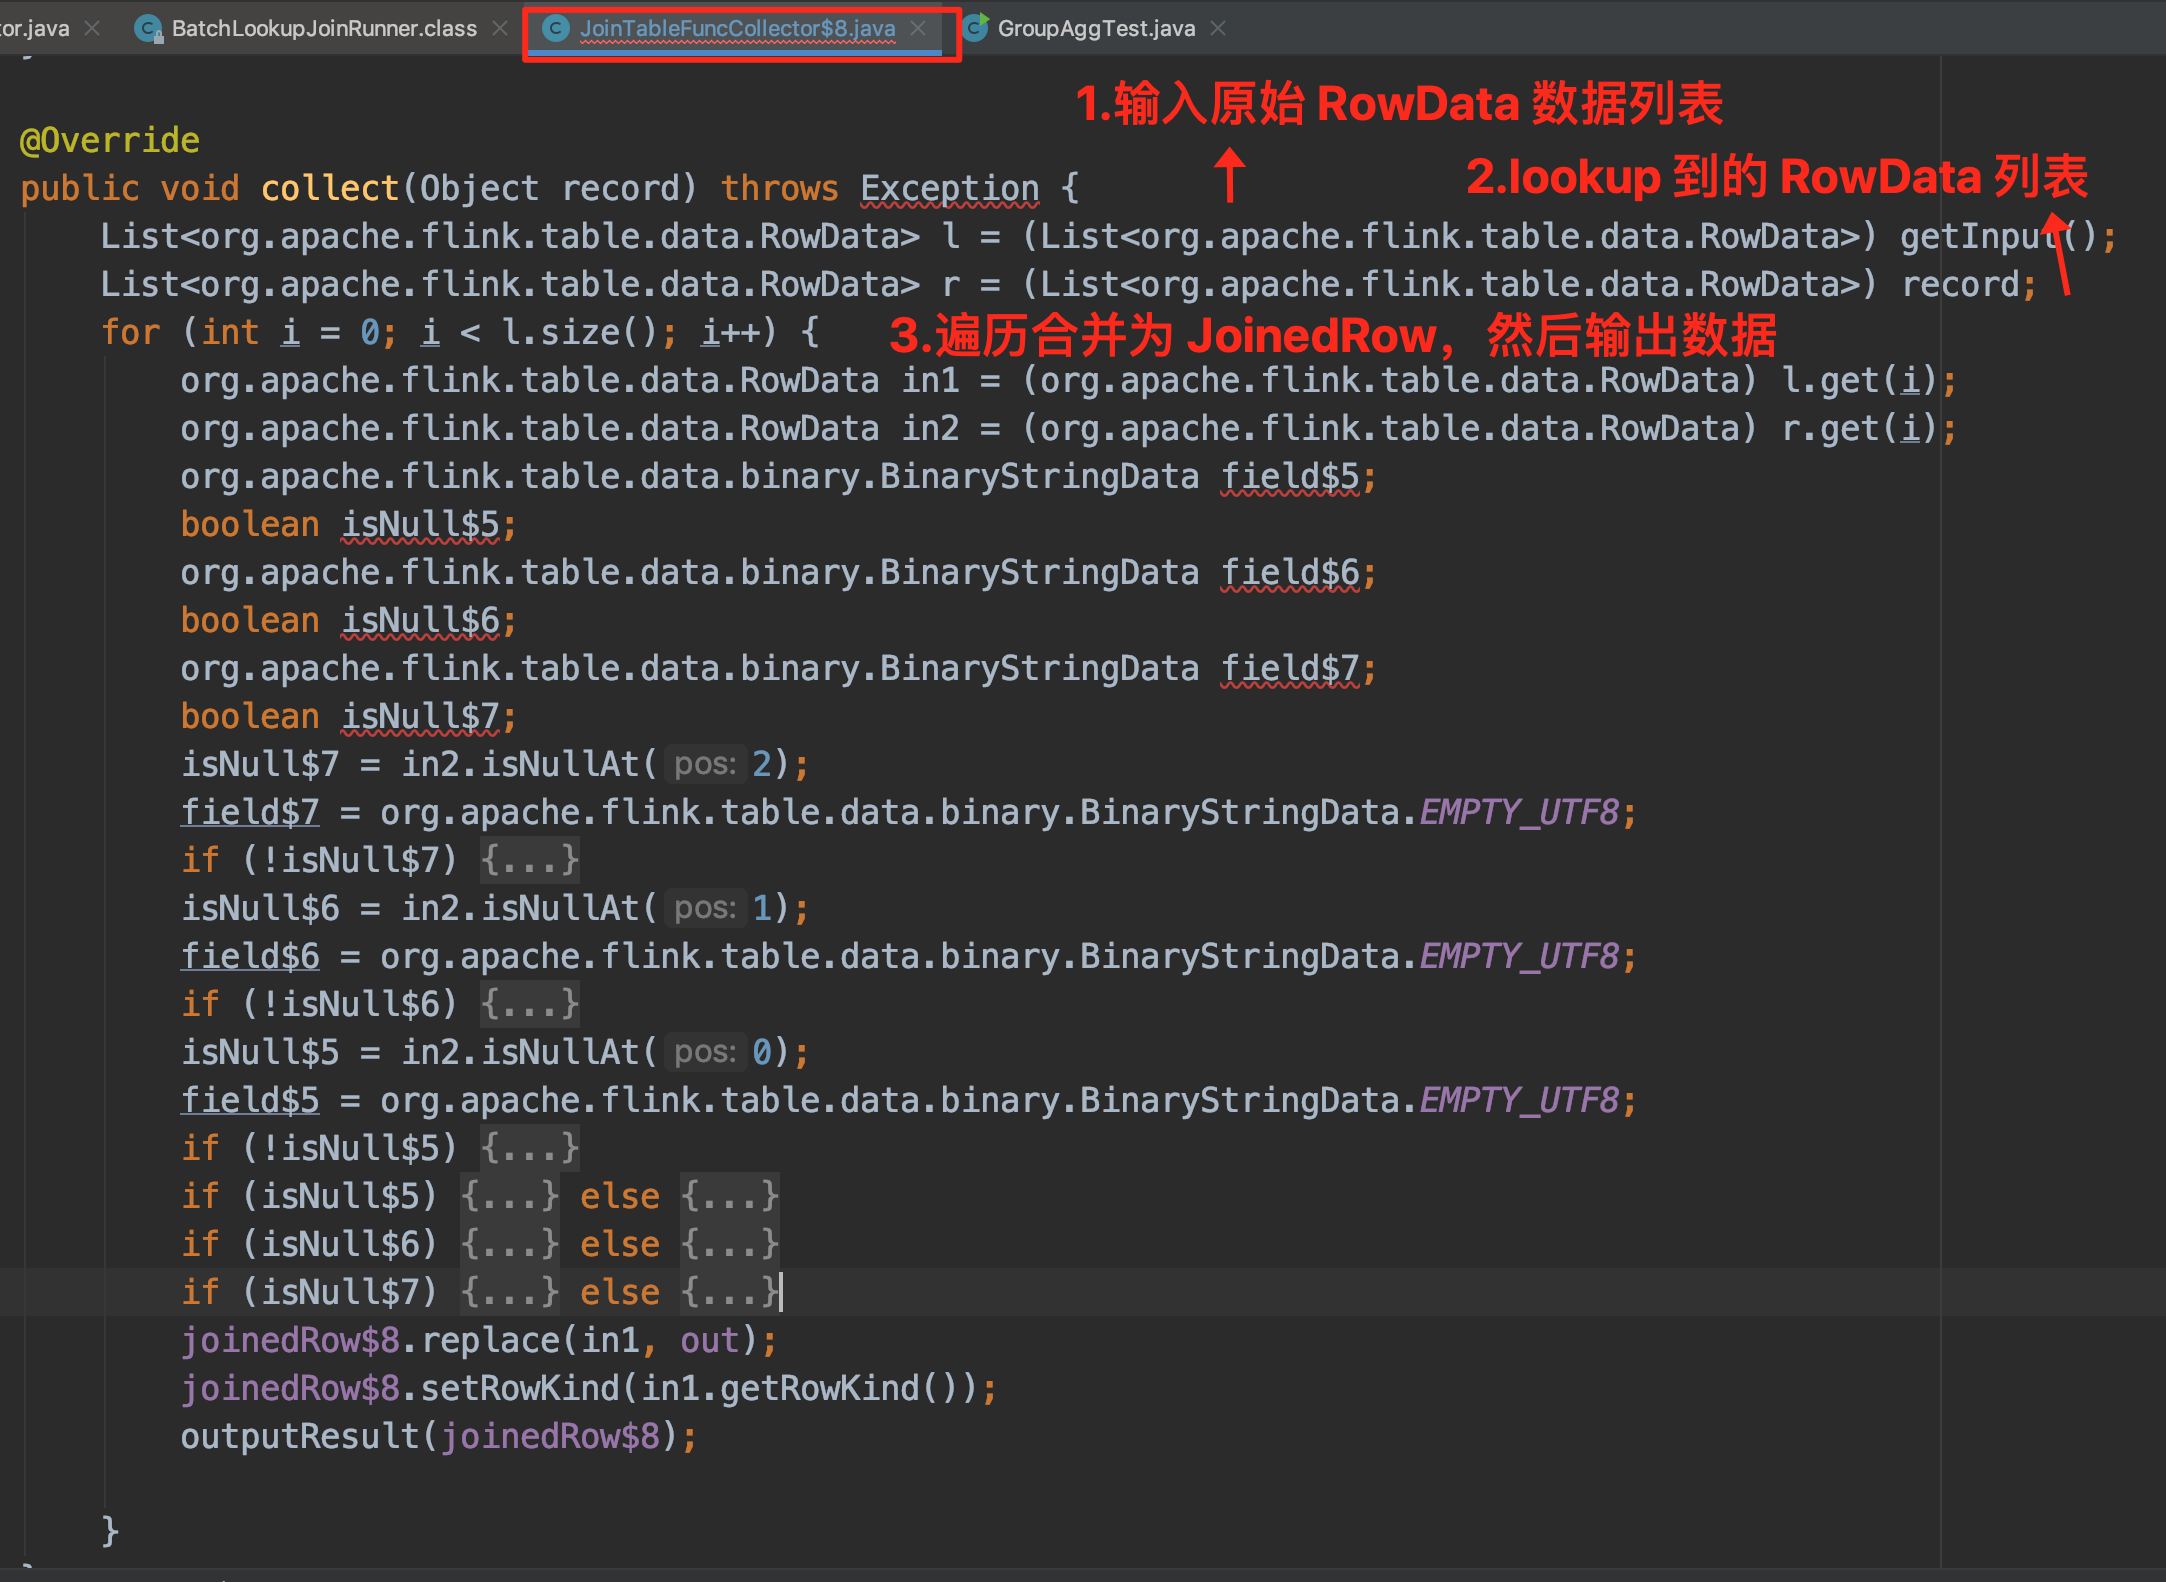 or.java
BatchLookupJoinRunner.class
JoinTableFuncCollector$8.java
GroupAggTest.java
1.输入原始 RowData 数据列表
@Override
2.lookup 到的 RowData 列表
public void collect(Object record) throws Exception {
List<org.apache.flink.table.data.RowData> l = (List<org.apache.flink.table.data.RowData>) getInput();
List<org.apache.flink.table.data.RowData> r = (List<org.apache.flink.table.data.RowData>) record;
for (int i = 0; i < l.size(); i++) {
3.遍历合并为 JoinedRow，然后输出数据
org.apache.flink.table.data.RowData in1 = (org.apache.flink.table.data.RowData) l.get(i);
org.apache.flink.table.data.RowData in2 = (org.apache.flink.table.data.RowData) r.get(i);
org.apache.flink.table.data.binary.BinaryStringData field$5;
boolean isNull$5;
org.apache.flink.table.data.binary.BinaryStringData field$6;
boolean isNull$6;
org.apache.flink.table.data.binary.BinaryStringData field$7;
boolean isNull$7;
isNull$7 = in2.isNullAt( pos: 2);
field$7 = org.apache.flink.table.data.binary.BinaryStringData.EMPTY_UTF8;
if (!isNull$7) {...}
isNull$6 = in2.isNullAt( pos: 1);
field$6 = org.apache.flink.table.data.binary.BinaryStringData.EMPTY_UTF8;
if (!isNull$6) {...}
isNull$5 = in2.isNullAt( pos: 0);
field$5 = org.apache.flink.table.data.binary.BinaryStringData.EMPTY_UTF8;
if (!isNull$5) {...}
if (isNull$5) {...} else {...}
if (isNull$6) {...} else {...}
if (isNull$7) {...} else {...}
joinedRow$8.replace(in1, out);
joinedRow$8.setRowKind(in1.getRowKind());
outputResult(joinedRow$8);
}